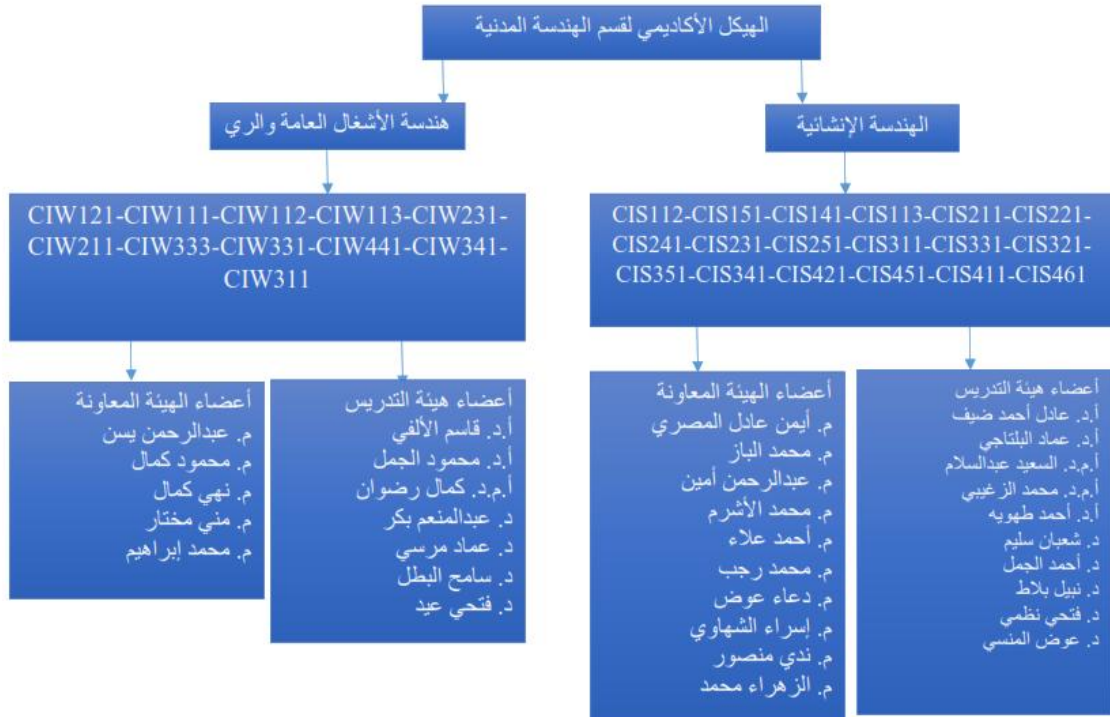 الهيكل الأكاديمي لقسم الهندسة المدنية
الهندسة الإنشائية
هندسة الأشغال العامة والري
CIS112-CIS151-CIS141-CIS113-CIS211-CIS221-
CIS241-CIS231-CIS251-CIS311-CIS331-CIS321-
CIS351-CIS341-CIS421-CIS451-CIS411-CIS461
CIW121-CIW111-CIW112-CIW113-CIW231-
CIW211-CIW333-CIW331-CIW441-CIW341-
CIW311
أعضاء هيئة التدريس
أ.د. عادل أحمد ضيف
أ.د. عماد البلتاجي
أ.م.د. السعيد عبدالسلام
أ.م.د. محمد الزغيبي
أ.د. أحمد طهويه
د. شعبان سليم
د. أحمد الجمل
د. نبيل بلاط
د. فتحي نظمي
د. عوض المنسي
أعضاء الهيئة المعاونة
م. أيمن عادل المصري
م. محمد الباز
م. عبدالرحمن أمين
م. محمد الأشرم
م. أحمد علاء
م. محمد رجب
م. دعاء عوض
م. إسراء الشهاوي
م. ندي منصور
م. الزهراء محمد
أعضاء هيئة التدريس
أ.د. قاسم الألفي
أ.د. محمود الجمل
أ.م.د. كمال رضوان
د. عبدالمنعم بكر
د. عماد مرسي
د. سامح البطل
د. فتحي عيد
أعضاء الهيئة المعاونة
م. عبدالرحمن يسن
م. محمود كمال
م. نهي كمال
م. مني مختار
م. محمد إبراهيم